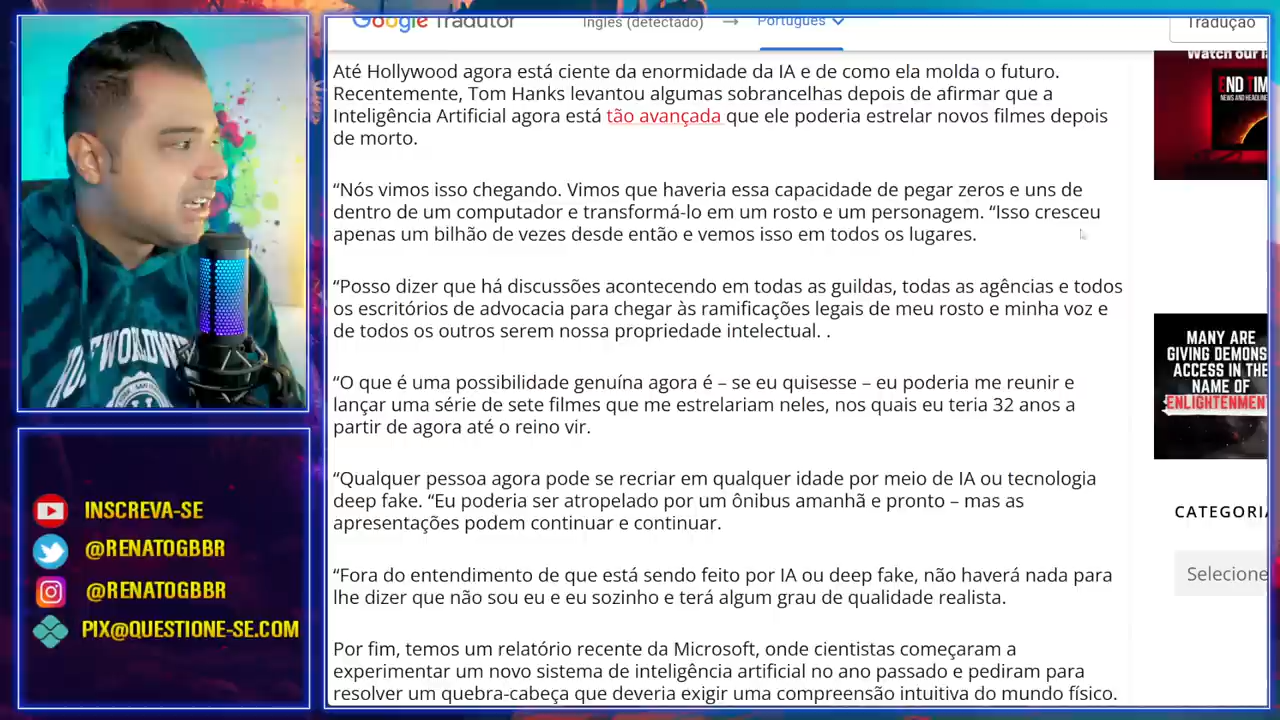 Google Tradutor
Inglês (detectado) → Português
Tradução
Até Hollywood agora está ciente da enormidade da IA e de como ela molda o futuro.
Recentemente, Tom Hanks levantou algumas sobrancelhas depois de afirmar que a
Inteligência Artificial agora está tão avançada que ele poderia estrelar novos filmes depois
de morto.
“Nós vimos isso chegando. Vimos que haveria essa capacidade de pegar zeros e uns de
dentro de um computador e transformá-lo em um rosto e um personagem. “Isso cresceu
apenas um bilhão de vezes desde então e vemos isso em todos os lugares.
“Posso dizer que há discussões acontecendo em todas as guildas, todas as agências e todos
os escritórios de advocacia para chegar às ramificações legais de meu rosto e minha voz e
de todos os outros serem nossa propriedade intelectual. .
“O que é uma possibilidade genuína agora é – se eu quisesse – eu poderia me reunir e
lançar uma série de sete filmes que me estrelariam neles, nos quais eu teria 32 anos a
partir de agora até o reino vir.
“Qualquer pessoa agora pode se recriar em qualquer idade por meio de IA ou tecnologia
deep fake. “Eu poderia ser atropelado por um ônibus amanhã e pronto – mas as
apresentações podem continuar e continuar.
“Fora do entendimento de que está sendo feito por IA ou deep fake, não haverá nada para
lhe dizer que não sou eu e eu sozinho e terá algum grau de qualidade realista.
Por fim, temos um relatório recente da Microsoft, onde cientistas começaram a
experimentar um novo sistema de inteligência artificial no ano passado e pediram para
resolver um quebra-cabeça que deveria exigir uma compreensão intuitiva do mundo físico.
Watch our
END TIM
NEWS AND HEADLINE
MANY ARE
GIVING DEMONS
ACCESS IN THE
NAME OF
ENLIGHTENMENT
CATEGORIA
Selecione
INSCREVA-SE
@RENATOGBBR
@RENATOGBBR
PIX@QUESTIONE-SE.COM